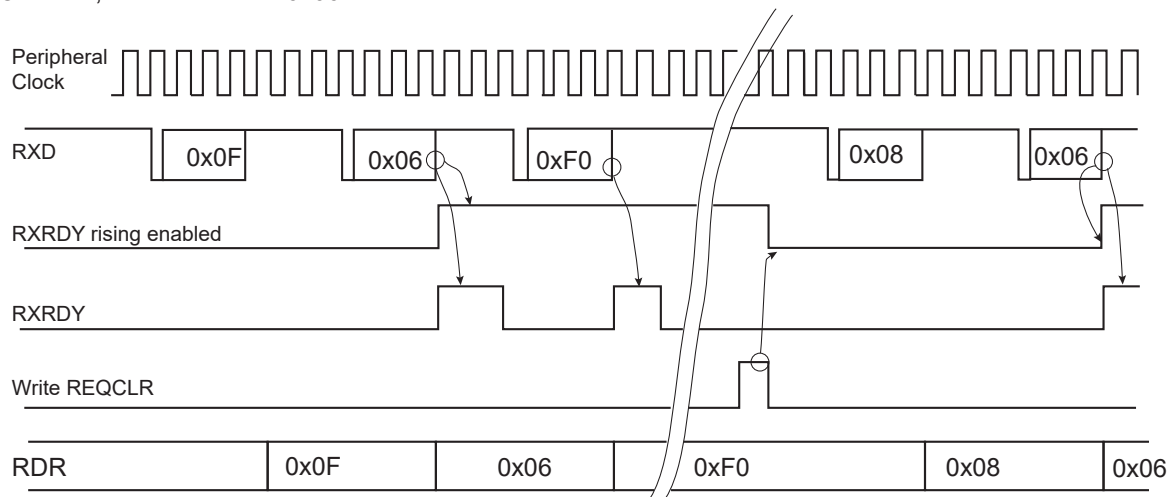 Peripheral
Clock
RXD 0x0F 0x06 0xF0 0x08 0x06
RXRDY rising enabled
RXRDY
Write REQCLR
RDR 0x0F 0x06 0xF0 0x08 0x06